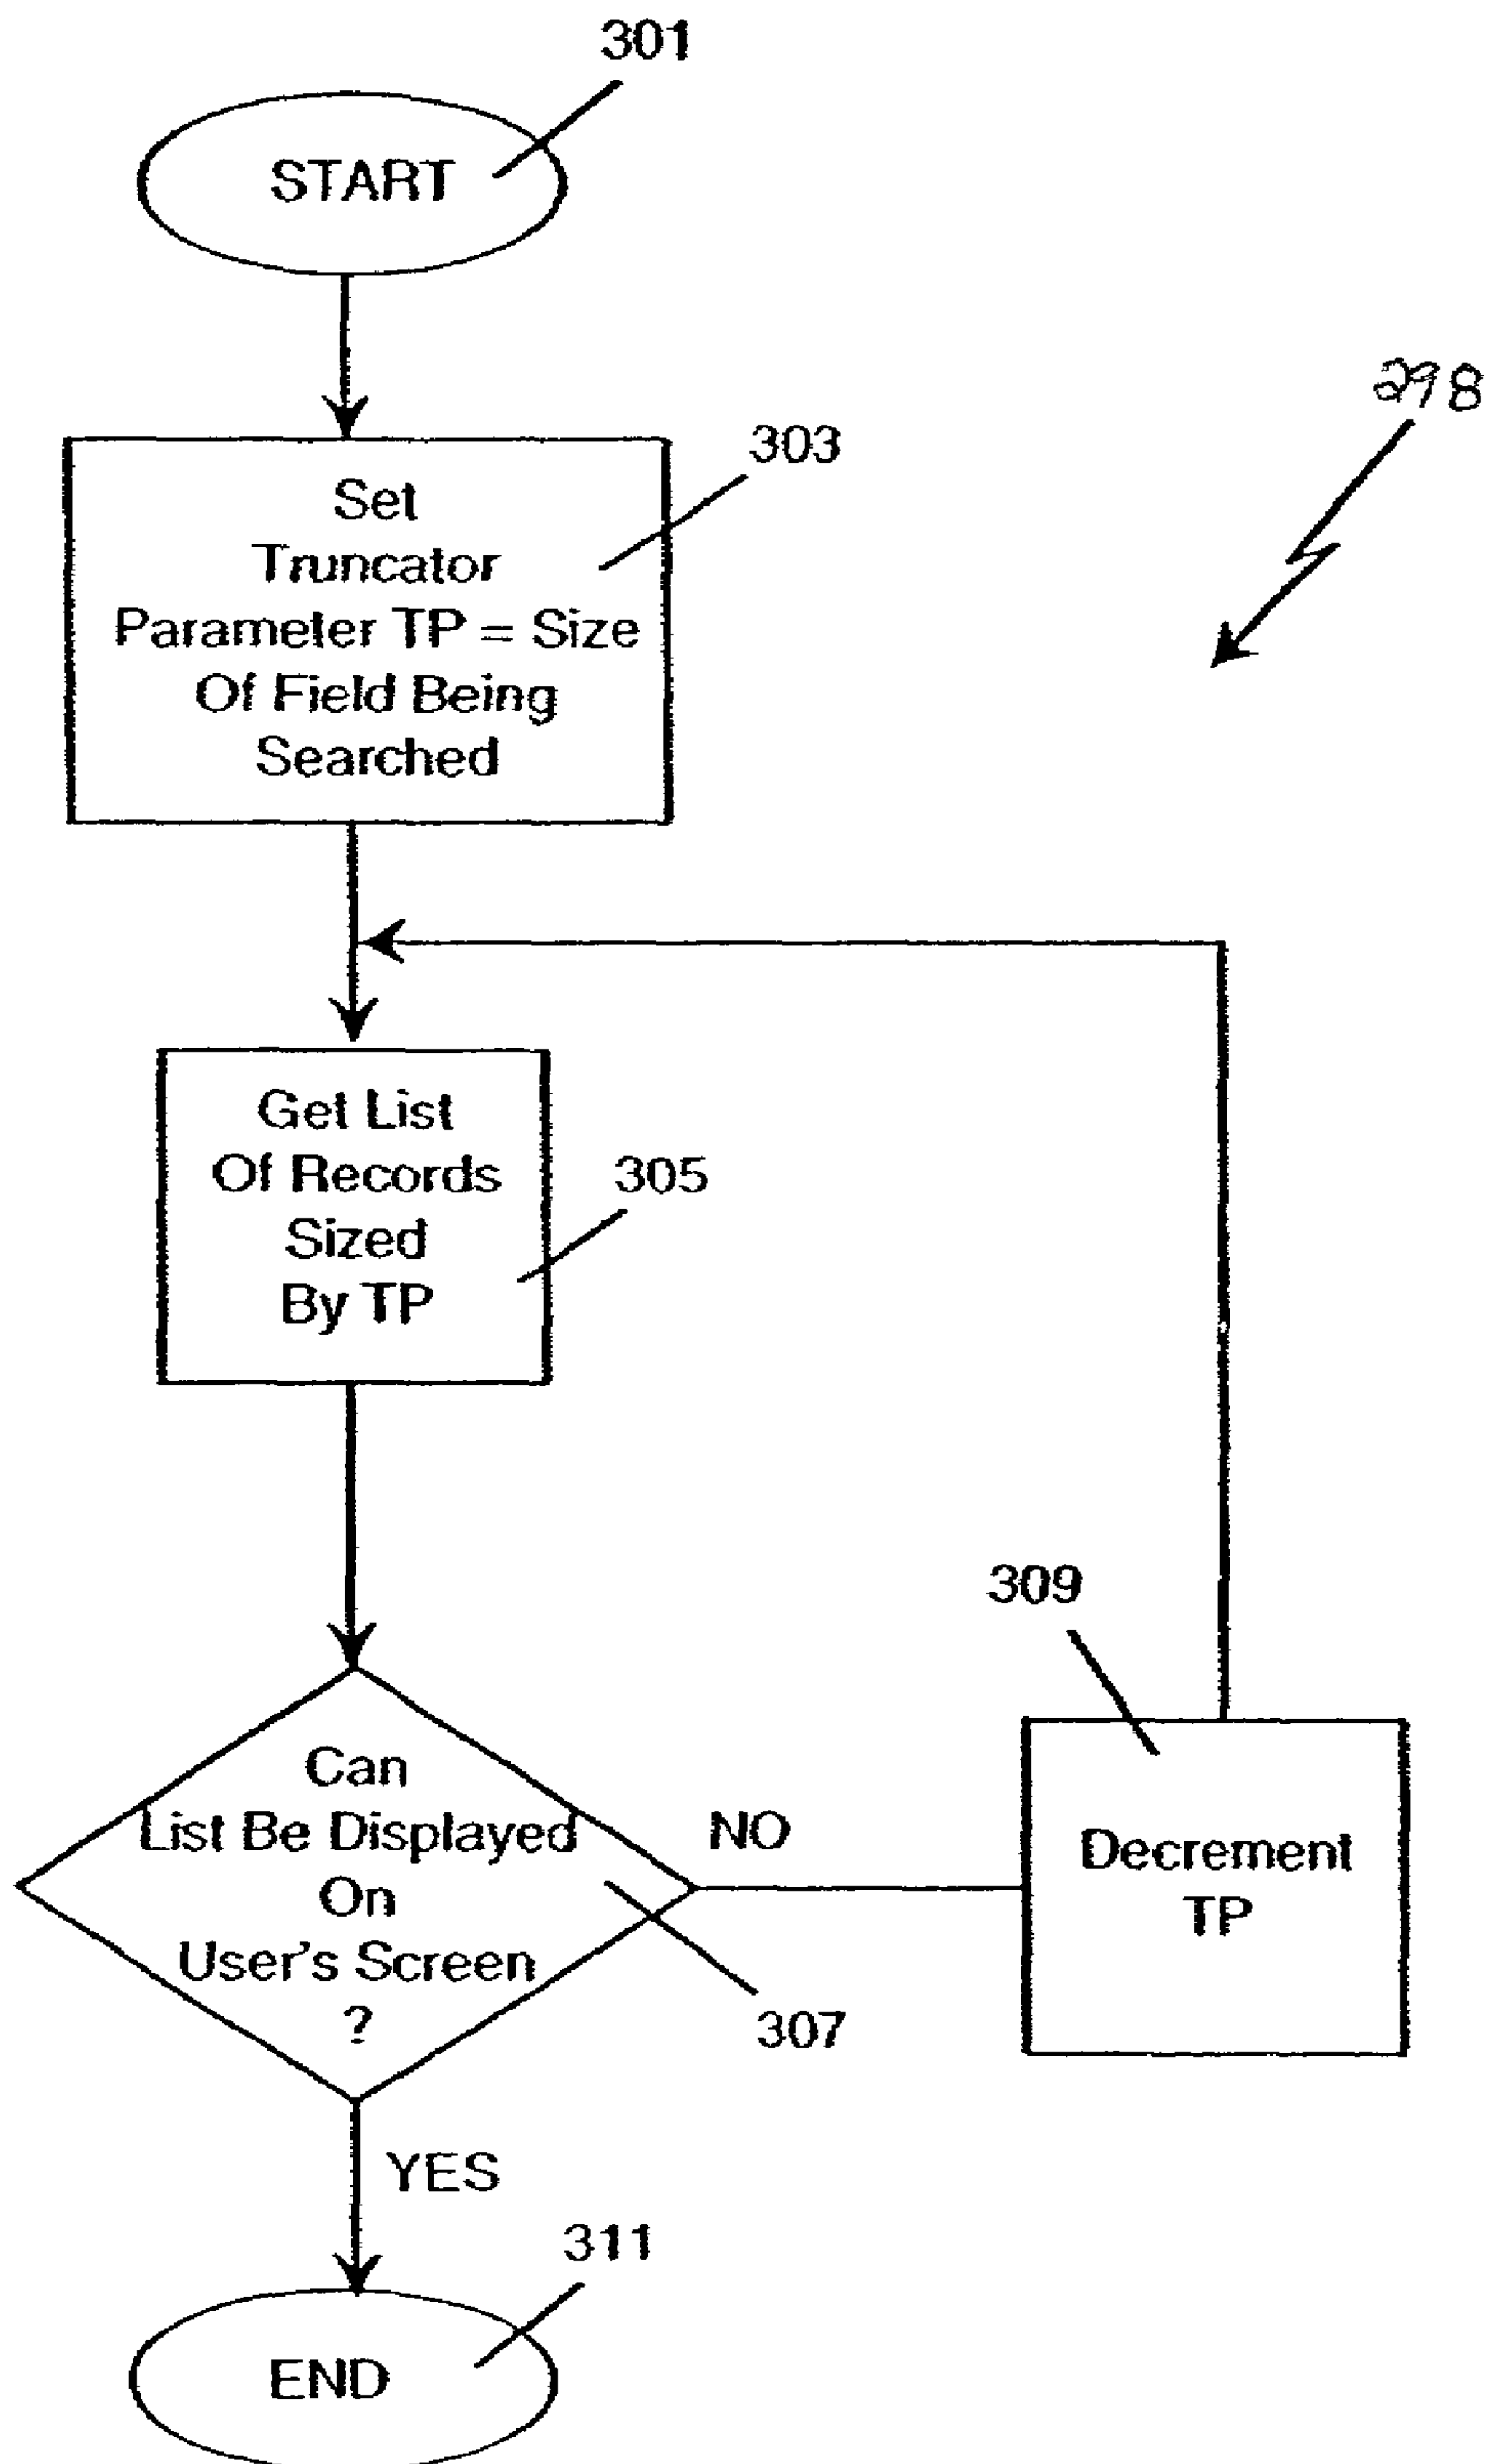 301
START
298
303
Set
Truncator
Parameter TP = Size
Of Field Being
Searched
Get List
Of Records
Sized
By TP
305
309
Can
List Be Displayed
On
User's Screen
?
NO
307
Decrement
TP
YES
311
END